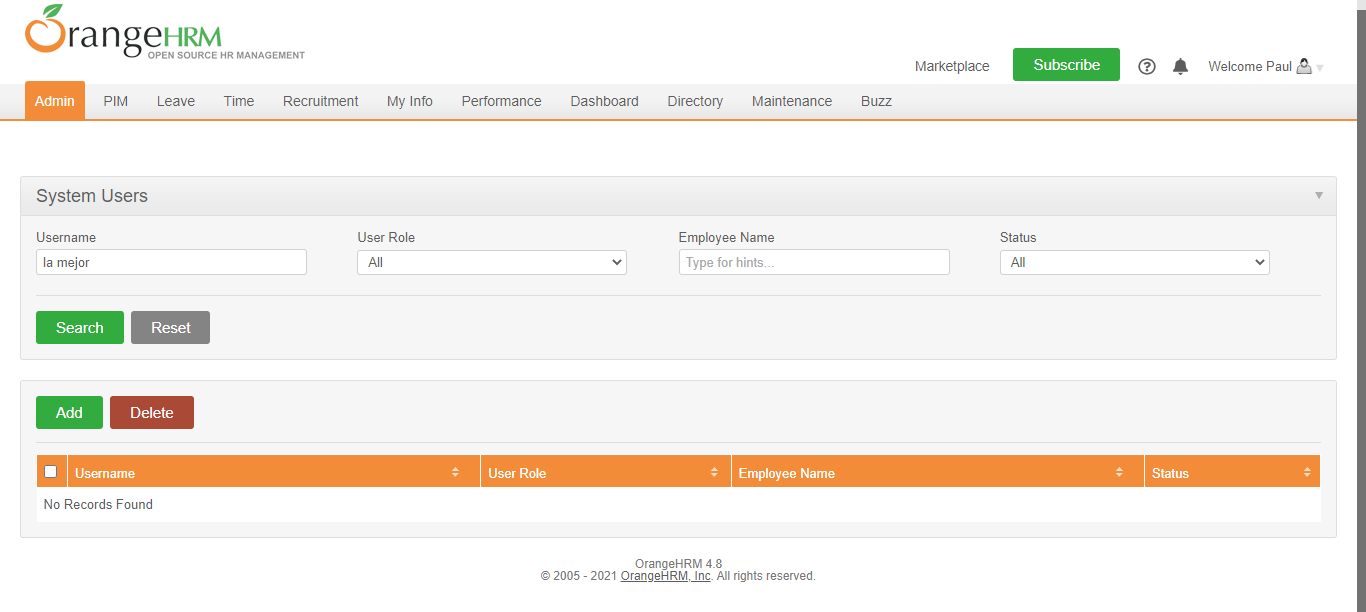 OrangeHRM
OPEN SOURCE HR MANAGEMENT
Marketplace Subscribe Welcome Paul
Admin PIM Leave Time Recruitment My Info Performance Dashboard Directory Maintenance Buzz
System Users
Username User Role Employee Name Status
la mejor All Type for hints... All
Search Reset
Add Delete
Username User Role Employee Name Status
No Records Found
OrangeHRM 4.8
© 2005 - 2021 OrangeHRM, Inc. All rights reserved.